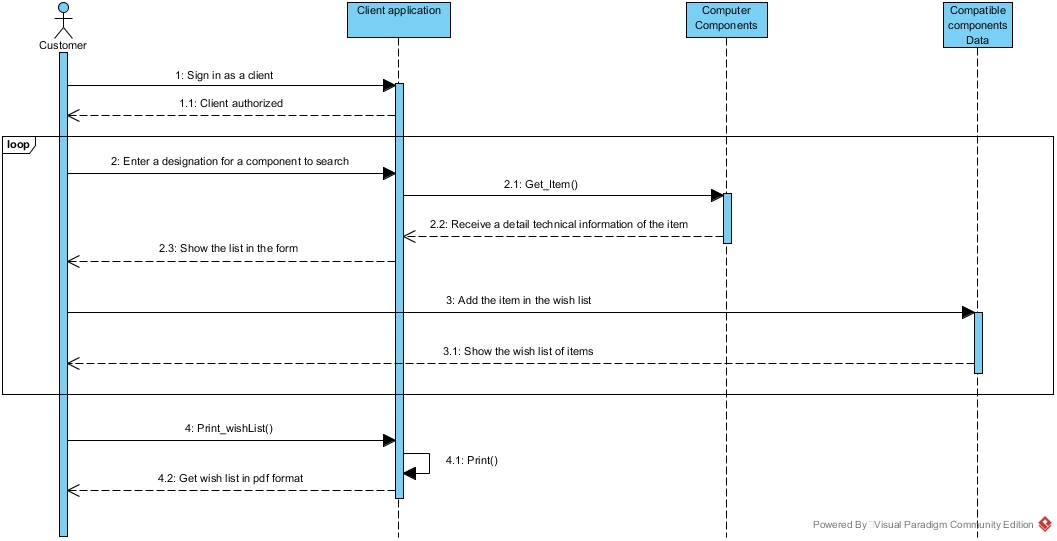 Client application
Computer
Components
Compatible
components
Data
Customer
1: Sign in as a client
1.1: Client authorized
loop
2: Enter a designation for a component to search
2.1: Get_Item()
2.2: Receive a detail technical information of the item
2.3: Show the list in the form
3: Add the item in the wish list
3.1: Show the wish list of items
4: Print_wishList()
4.1: Print()
4.2: Get wish list in pdf format
Powered By Visual Paradigm Community Edition